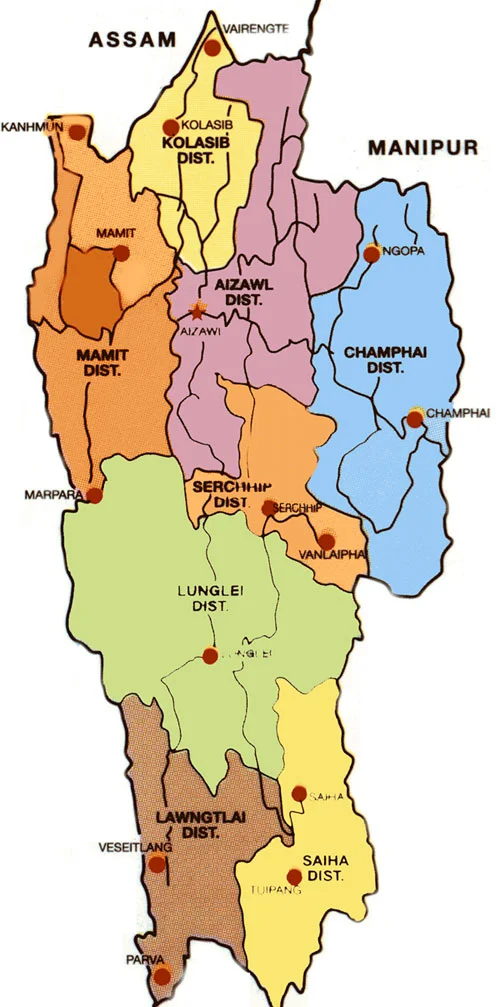 VAIRENGTE
ASSAM
KANHMUN
KOLASIB
KOLASIB
DIST.
MANIPUR
MAMIT
NGOPA
AIZAWL
DIST.
AIZAWL
MAMIT
DIST.
CHAMPHAI
DIST.
CHAMPHAI
MARPARA
SERCHHIP
DIST.
SERCHHIP
VANLAIPHA
LUNGLEI
DIST.
LUNGLEI
SAIHA
LAWNGTLAI
DIST.
VESEITLANG
SAIHA
DIST.
TUIPANG
PARVA